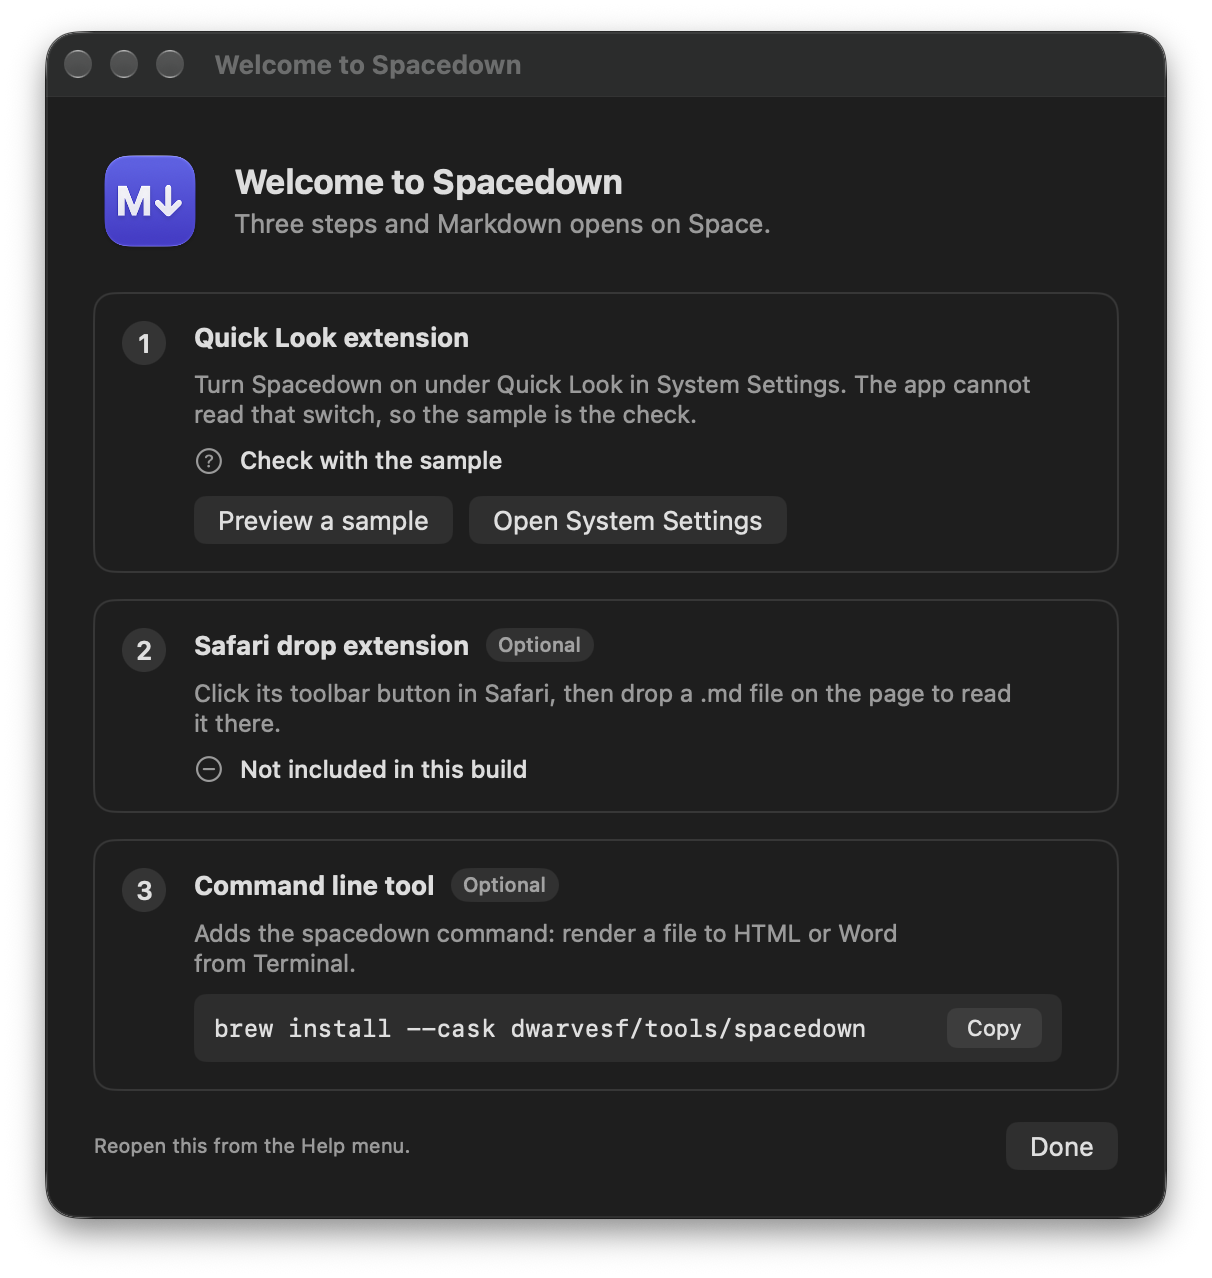 Welcome to Spacedown
M↓
Welcome to Spacedown
Three steps and Markdown opens on Space.
1
Quick Look extension
Turn Spacedown on under Quick Look in System Settings. The app cannot
read that switch, so the sample is the check.
? Check with the sample
Preview a sample Open System Settings
2
Safari drop extension Optional
Click its toolbar button in Safari, then drop a .md file on the page to read
it there.
Not included in this build
3
Command line tool Optional
Adds the spacedown command: render a file to HTML or Word
from Terminal.
brew install --cask dwarvesf/tools/spacedown Copy
Reopen this from the Help menu. Done